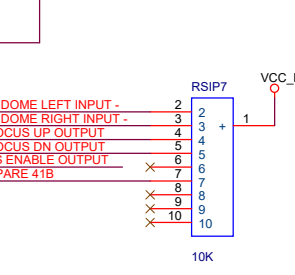 RSIP7
VCC_
DOME LEFT INPUT - 2 2
DOME RIGHT INPUT - 3 3 + 1
OCUS UP OUTPUT 4 4
OCUS DN OUTPUT 5 5
S ENABLE OUTPUT 6 6
PARE 41B 7 7
8 8
9 9
10 10
10K